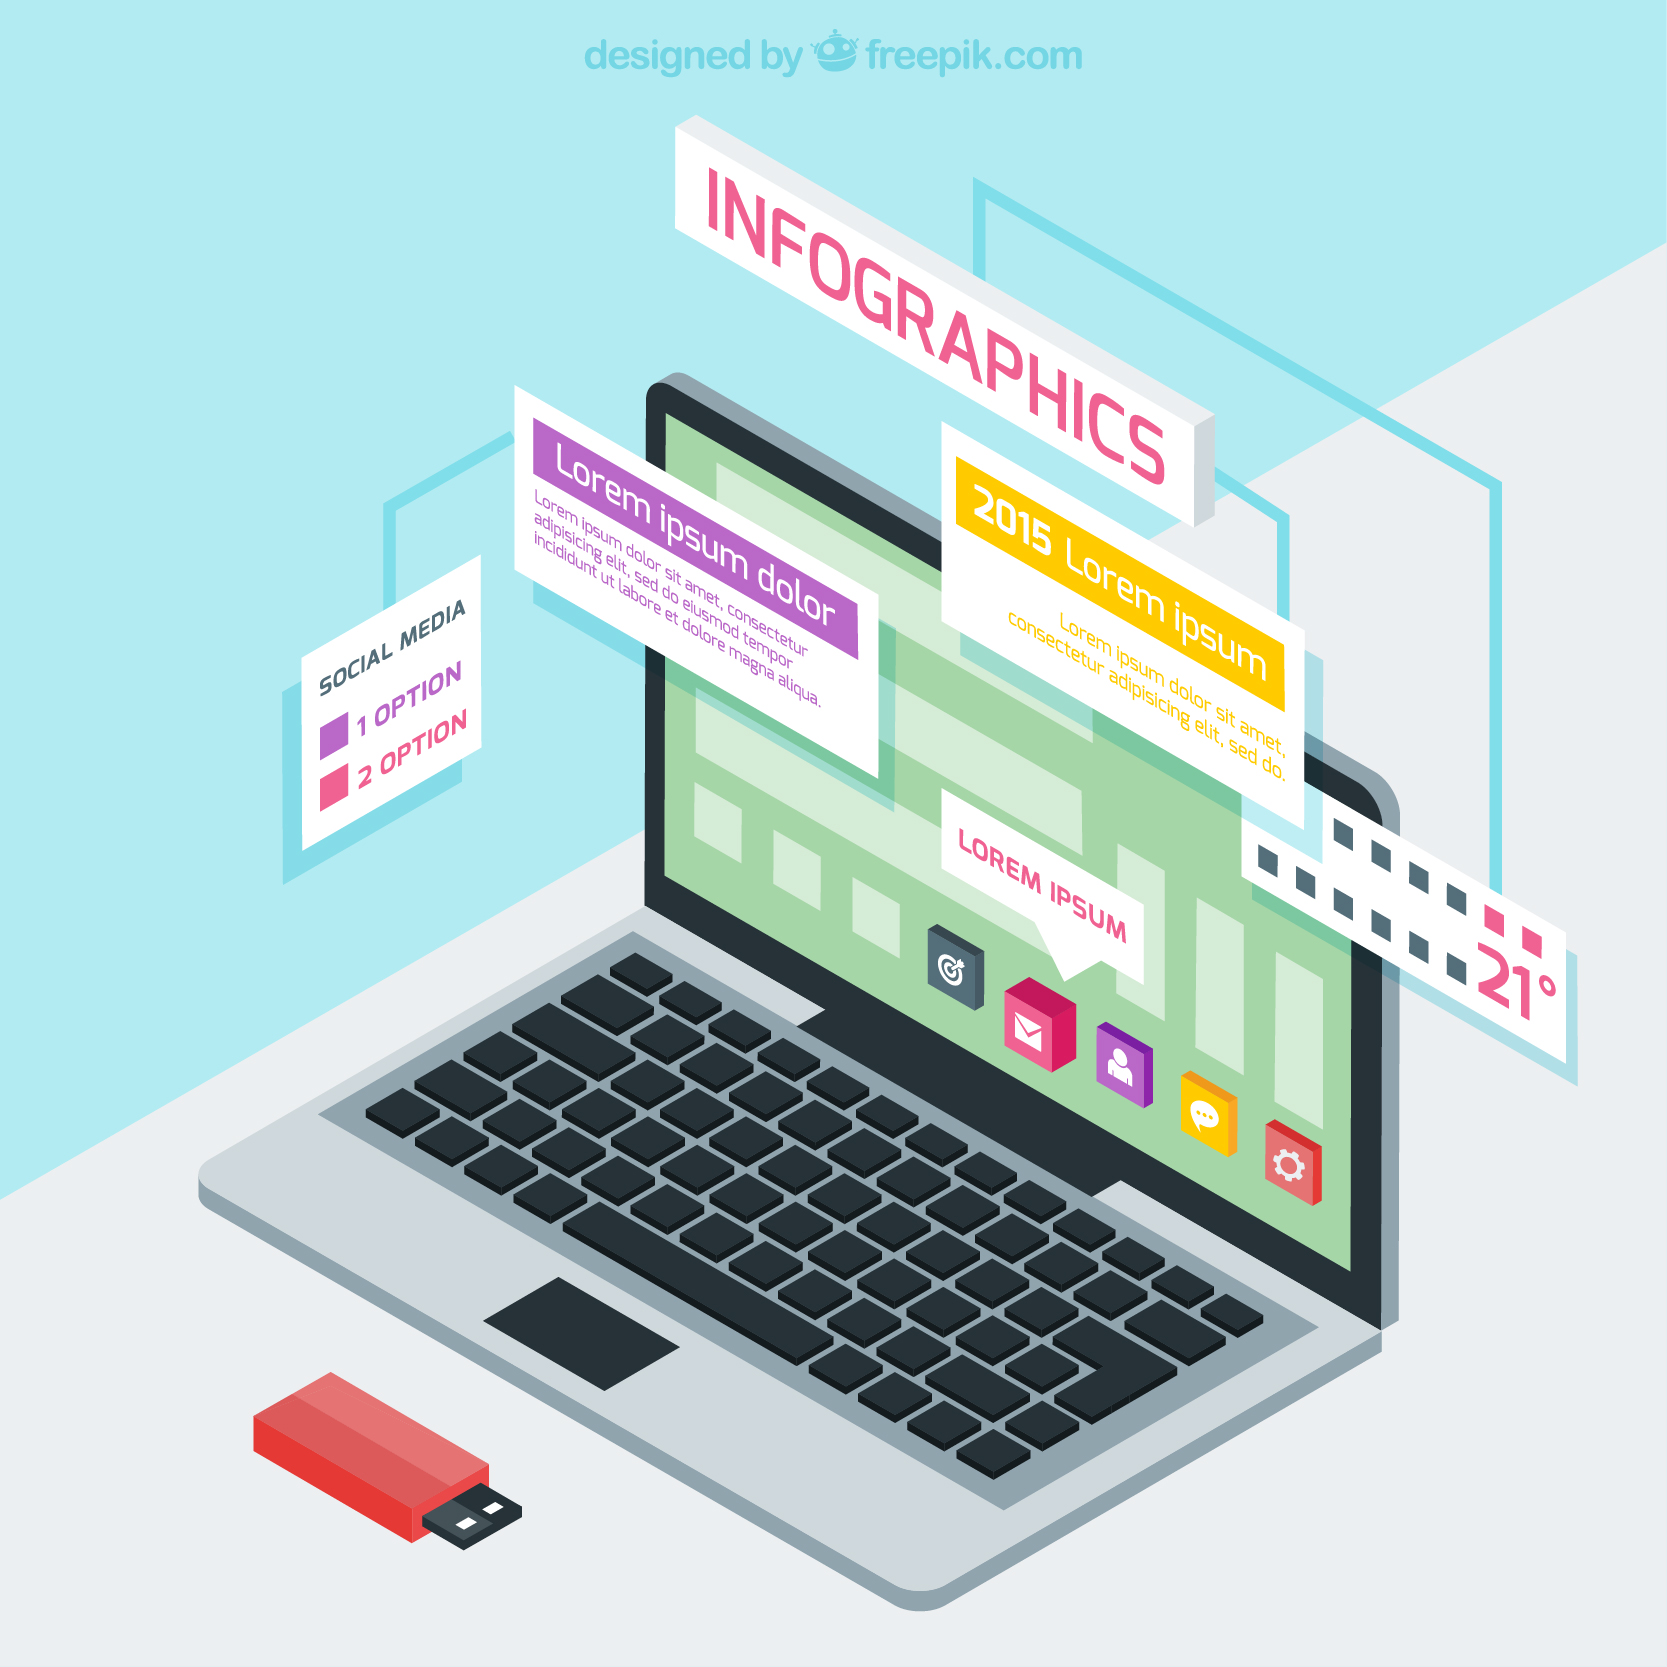 designed by freepik.com
INFOGRAPHICS
Lorem ipsum dolor
Lorem ipsum dolor sit amet, consectetur
adipisicing elit, sed do eiusmod tempor
incididunt ut labore et dolore magna aliqua.
2015 Lorem ipsum
Lorem ipsum dolor sit amet,
consectetur adipisicing elit, sed do.
SOCIAL MEDIA
1 OPTION
2 OPTION
LOREM IPSUM
21°